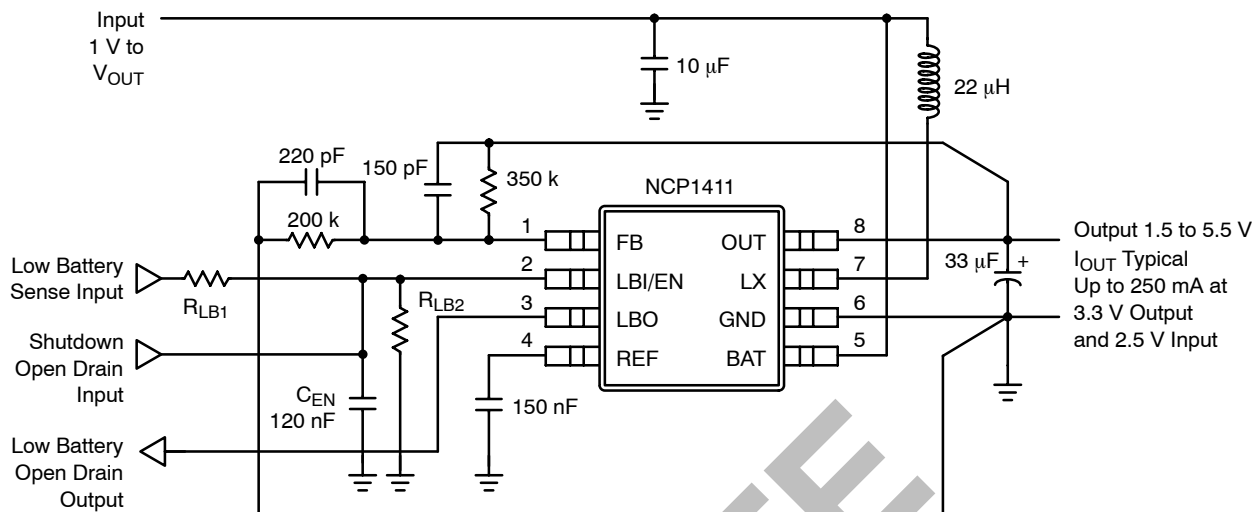 Input
1 V to
VOUT
10 μF
22 μH
220 pF
150 pF
350 k
200 k
NCP1411
1
FB
OUT
8
2
LBI/EN
LX
7
3
LBO
GND
6
4
REF
BAT
5
Low Battery
Sense Input
RLB1
RLB2
Shutdown
Open Drain
Input
CEN
120 nF
150 nF
Low Battery
Open Drain
Output
33 μF +
Output 1.5 to 5.5 V
IOUT Typical
Up to 250 mA at
3.3 V Output
and 2.5 V Input